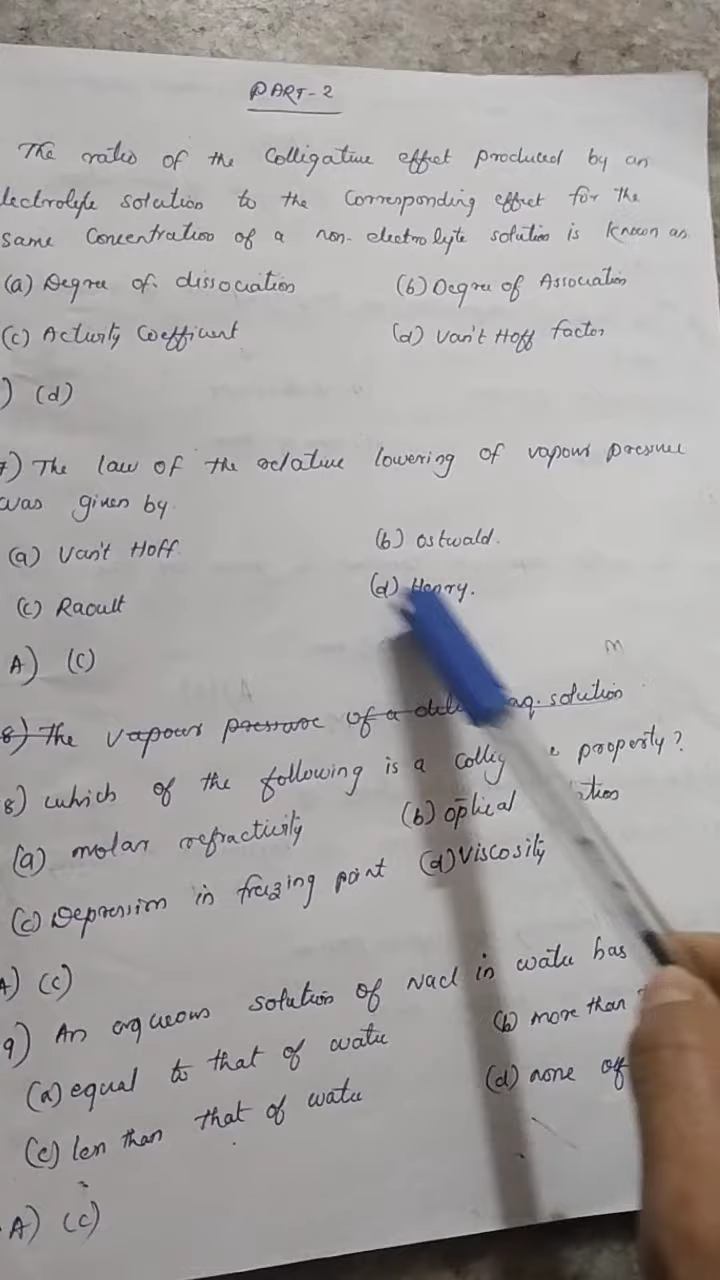 PART-2
The ratio of the Colligative effect produced by an
lectrolyte solution to the Corresponding effect for the
same Concentration of a non-electrolyte solution is known as
(a) Degree of dissociation (b) Degree of Association
(c) Activity Coefficient (d) Van't Hoff factor
) (d)
7) The law of the relative lowering of vapour pressure
was given by
(a) Van't Hoff (b) Ostwald.
(c) Raoult (d) Henry.
A) (c)
8) The vapour pressure of a aq. solution
8) which of the following is a property?
(a) molar refractivity (b) optical
(c) Depression in freezing point (d) Viscosity
A) (c)
9) An aqueous solution of Nacl in water has
(a) equal to that of water (b) more than
(c) less than that of water (d) none of
A) (c)